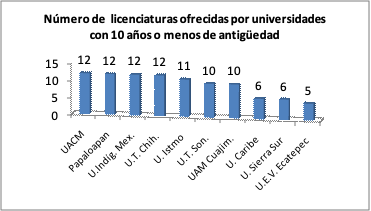 Número de licenciaturas ofrecidas por universidades
con 10 años o menos de antigüedad
12 12 12 12 11 10 10 6 6 5
15
10
5
0
UACM
Papaloapan
U.Indig. Mex.
U.T. Chih.
U. Istmo
U.T. Son.
UAM Cuajim.
U. Caribe
U. Sierra Sur
U.E.V. Ecatepec